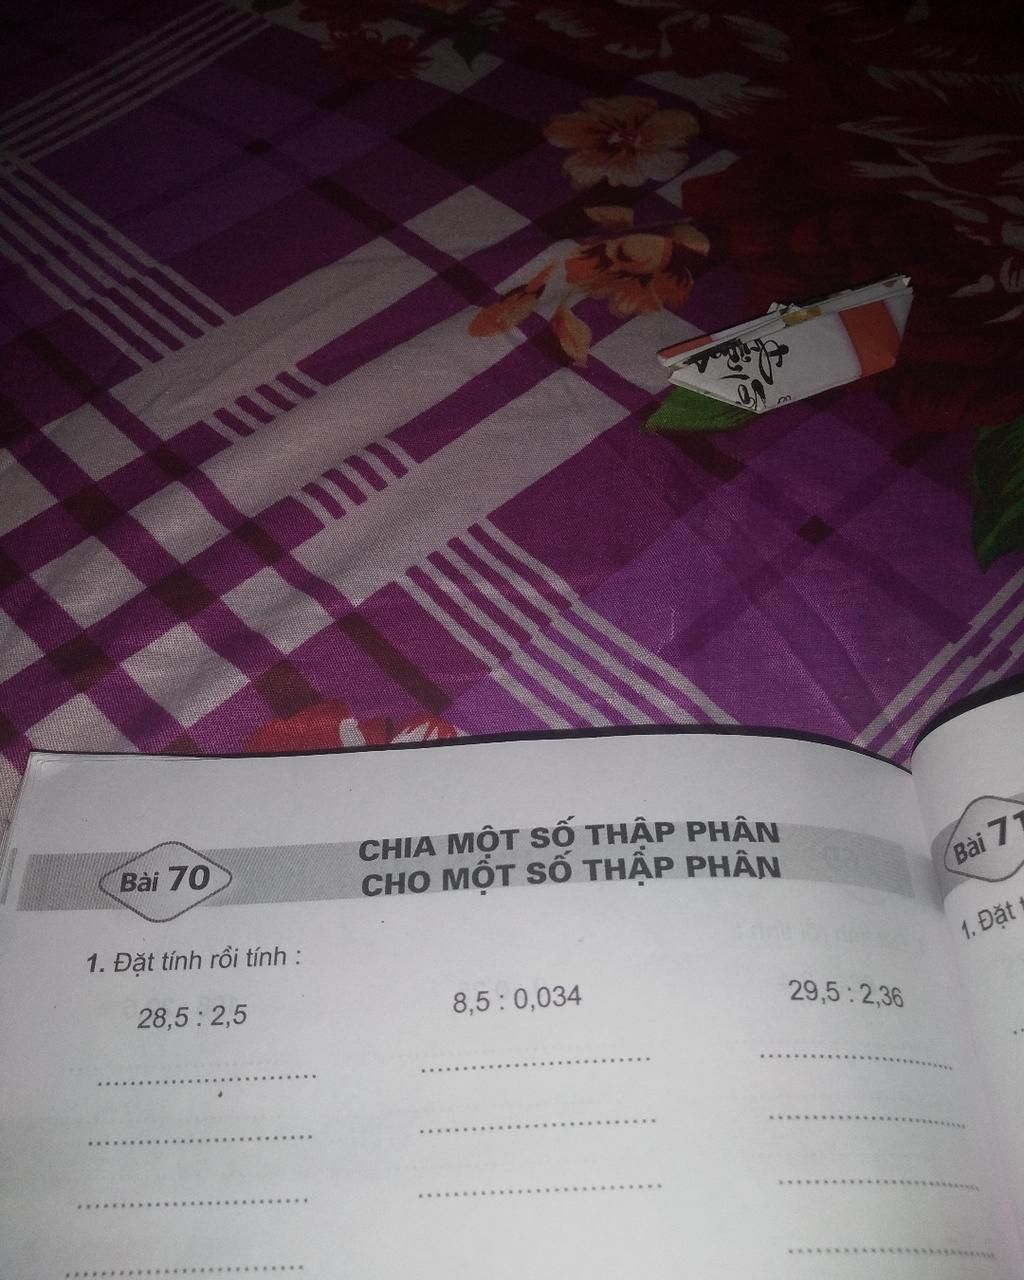 CHIA MỘT SỐ THẬP PHÂN
Bài 70
CHO MỘT SỐ THẬP PHÂN
1. Đặt tính rồi tính :
28,5 : 2,5
8,5 : 0,034
29,5 : 2,36
Bài 71
1. Đặt